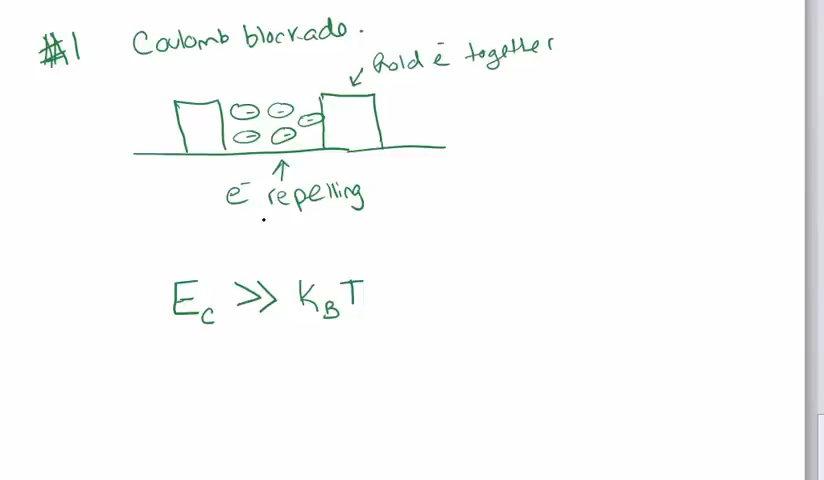 #1 Coulomb blockade.
hold e⁻ together
e⁻ repelling
E_C >> K_B T